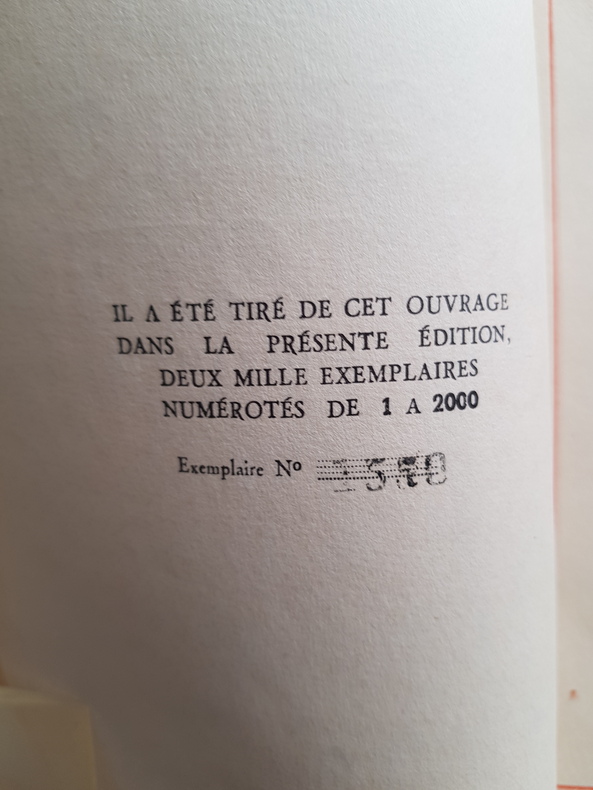 IL A ÉTÉ TIRÉ DE CET OUVRAGE
DANS LA PRÉSENTE ÉDITION,
DEUX MILLE EXEMPLAIRES
NUMÉROTÉS DE 1 A 2000
Exemplaire Nº